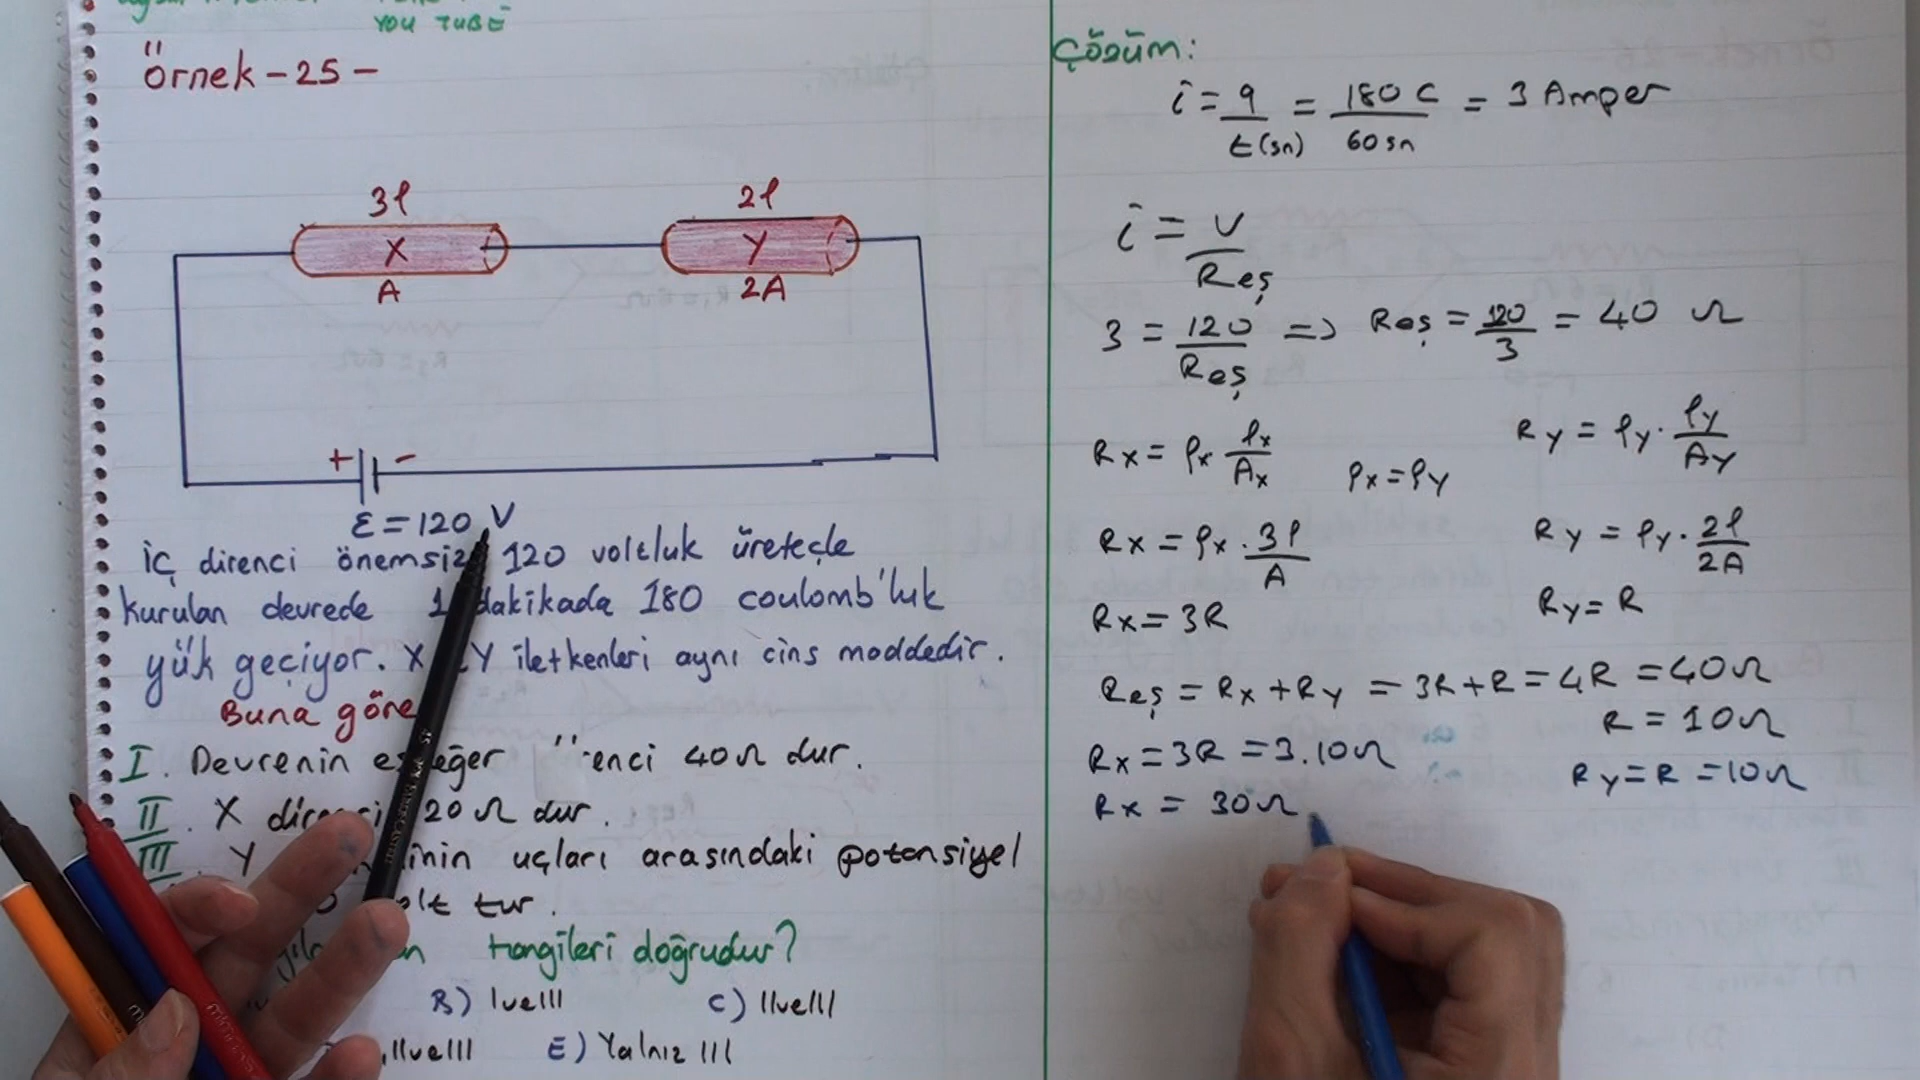 YOU TUBE
Örnek - 25 -
3l
2l
X
Y
A
2A
+
-
ε = 120 V
İç direnci önemsiz 120 voltluk üreteçle
kurulan devrede 1 dakikada 180 coulomb'luk
yük geçiyor. X Y iletkenleri aynı cins maddedir.
Buna göre
I. Devrenin eşdeğer 40Ω dur.
II. X direnci 20Ω dur.
III. Y uçları arasındaki potansiyel
tur.
hangileri doğrudur?
B) I ve III
C) II ve III
II ve III
E) Yalnız III
Çözüm:
i = q / t(sn) = 180 C / 60 sn = 3 Amper
i = V / Reş
3 = 120 / Reş => Reş = 120 / 3 = 40 Ω
Rx = ρx · lx / Ax
ρx = ρy
Ry = ρy · ly / Ay
Rx = ρx · 3l / A
Ry = ρy · 2l / 2A
Rx = 3R
Ry = R
Reş = Rx + Ry = 3R + R = 4R = 40Ω
R = 10Ω
Rx = 3R = 3.10Ω
Ry = R = 10Ω
Rx = 30Ω